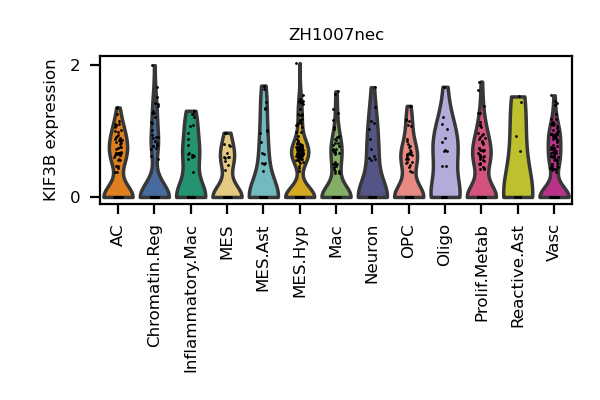 ZH1007nec
KIF3B expression
2
0
AC
Chromatin.Reg
Inflammatory.Mac
MES
MES.Ast
MES.Hyp
Mac
Neuron
OPC
Oligo
Prolif.Metab
Reactive.Ast
Vasc